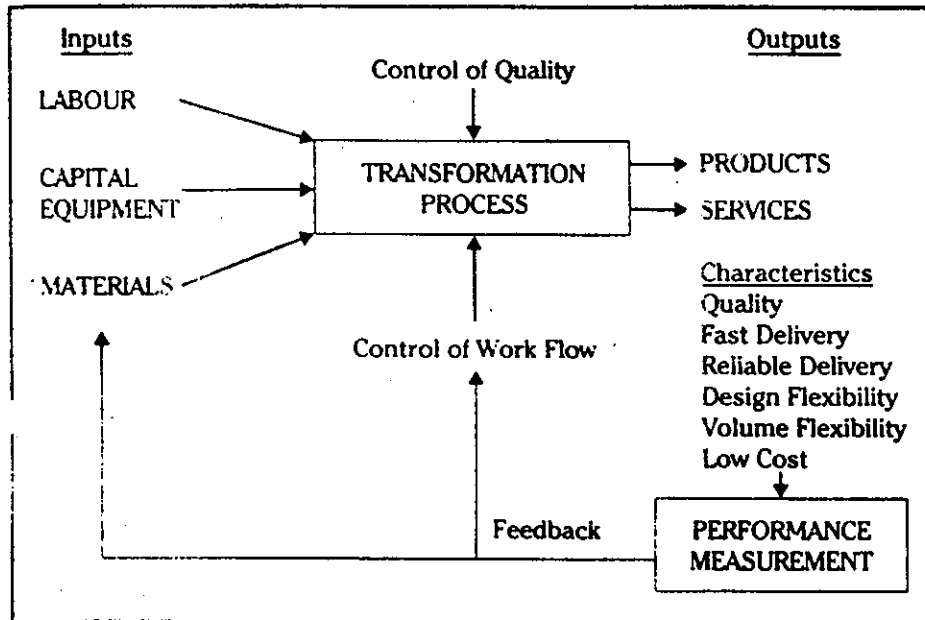 Inputs
Outputs
Control of Quality
LABOUR
CAPITAL
EQUIPMENT
MATERIALS
TRANSFORMATION
PROCESS
PRODUCTS
SERVICES
Characteristics
Quality
Fast Delivery
Reliable Delivery
Design Flexibility
Volume Flexibility
Low Cost
Control of Work Flow
Feedback
PERFORMANCE
MEASUREMENT